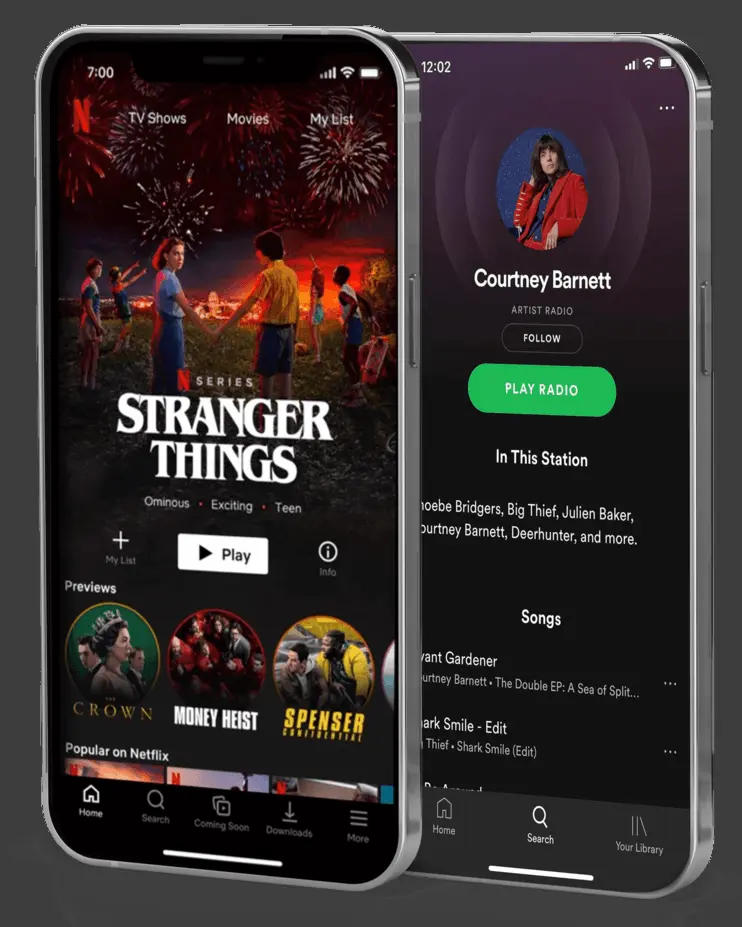 7:00
N
TV Shows
Movies
My List
N SERIES
STRANGER
THINGS
Ominous • Exciting • Teen
My List
Play
Info
Previews
THE
CROWN
MONEY HEIST
SPENSER
CONFIDENTIAL
Popular on Netflix
N
N
N
Home
Search
Coming Soon
Downloads
More
12:02
Courtney Barnett
ARTIST RADIO
FOLLOW
PLAY RADIO
In This Station
hoebe Bridgers, Big Thief, Julien Baker,
ourtney Barnett, Deerhunter, and more.
Songs
vant Gardener
urtney Barnett • The Double EP: A Sea of Split...
ark Smile - Edit
Thief • Shark Smile (Edit)
Around
Home
Search
Your Library